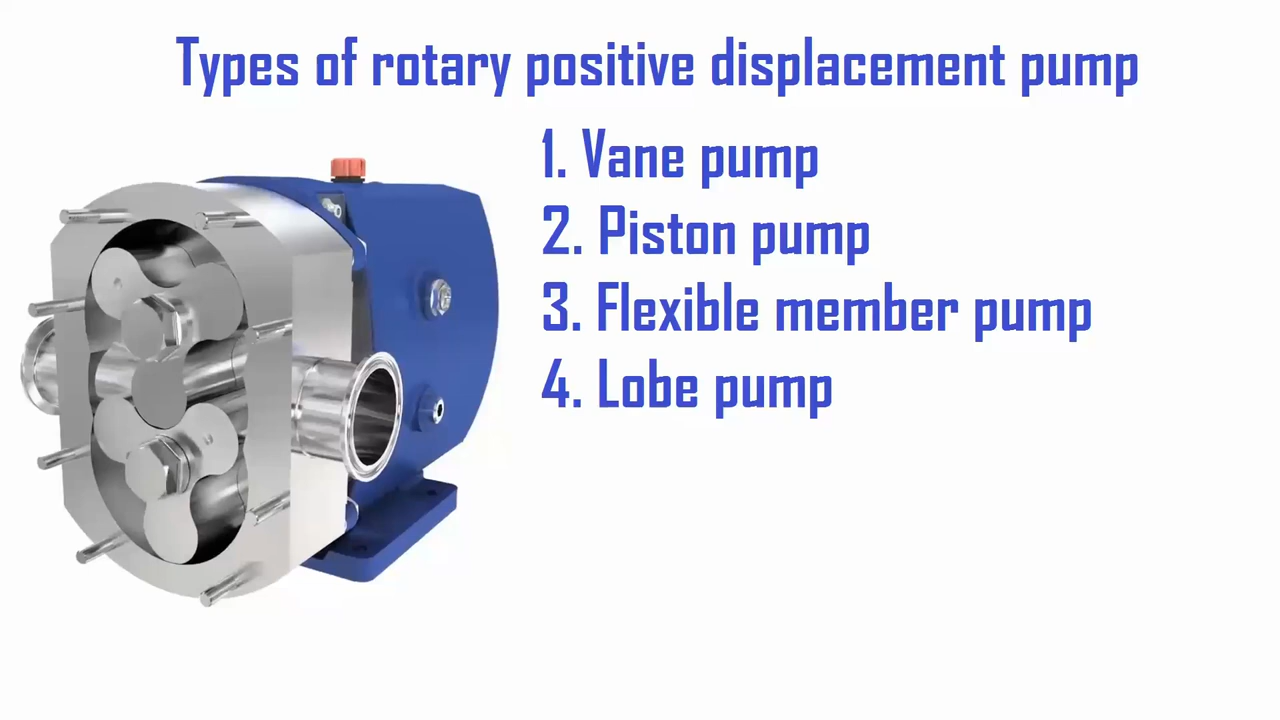 Types of rotary positive displacement pump
1. Vane pump
2. Piston pump
3. Flexible member pump
4. Lobe pump